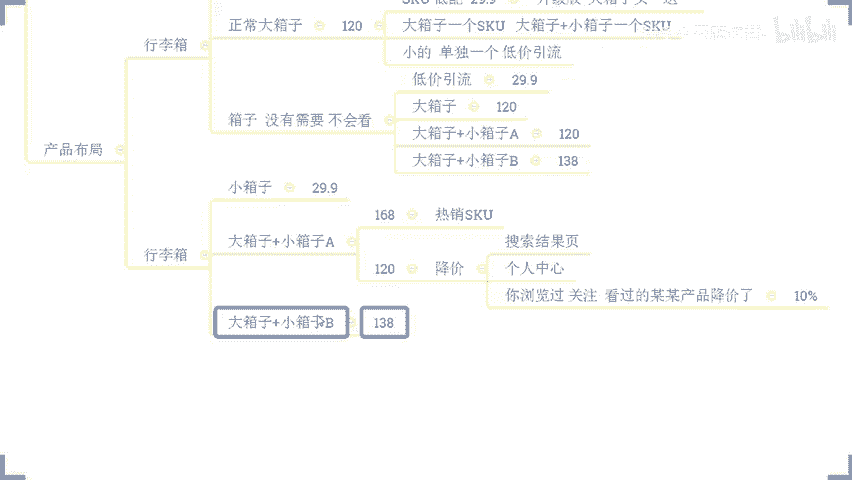 正常大箱子 120
大箱子一个SKU 大箱子+小箱子一个SKU
行李箱
小的 单独一个 低价引流
低价引流 29.9
大箱子 120
箱子 没有需要 不会看
大箱子+小箱子A 120
产品布局
大箱子+小箱子B 138
小箱子 29.9
168 热销SKU
大箱子+小箱子A
搜索结果页
行李箱
120 降价 个人中心
你浏览过 关注 看过的某某产品降价了 10%
大箱子+小箱子B 138
bilibili